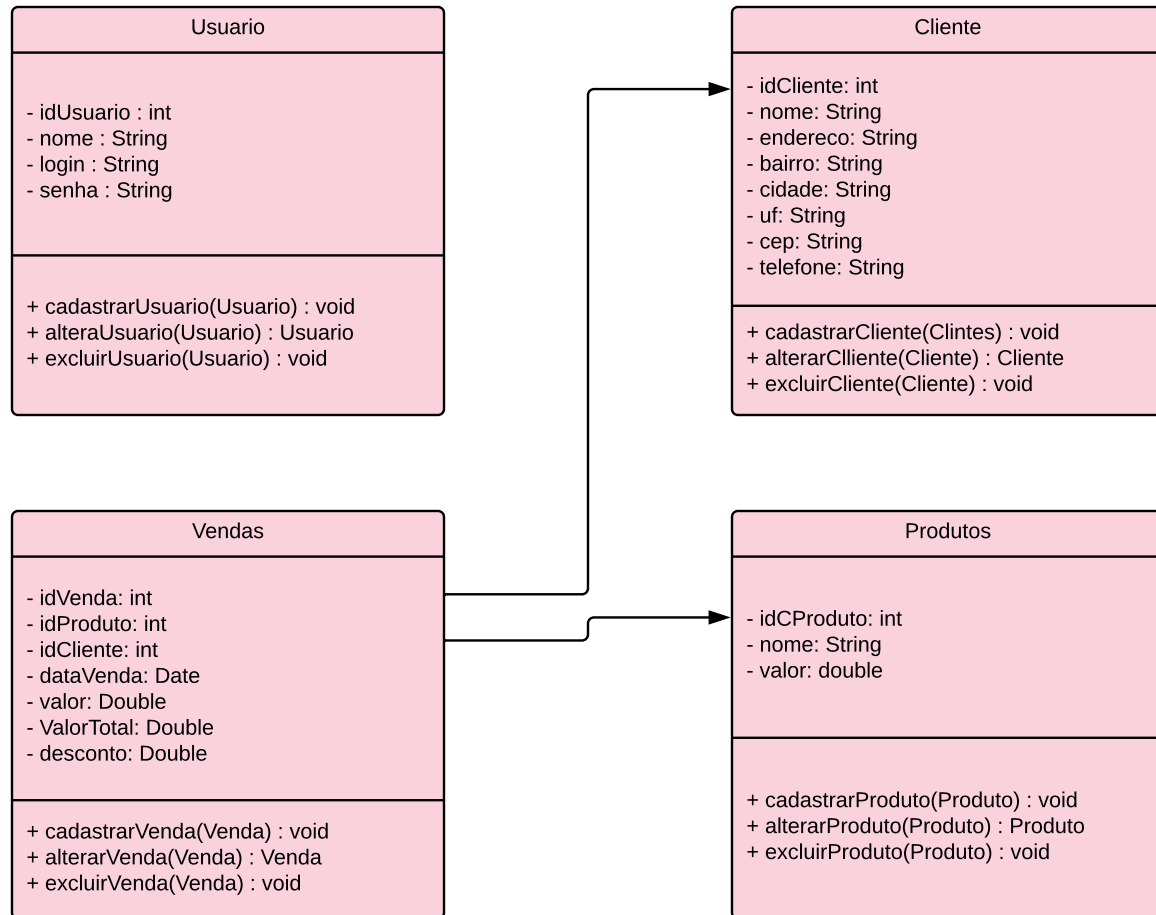 Usuario
- idUsuario : int
- nome : String
- login : String
- senha : String
+ cadastrarUsuario(Usuario) : void
+ alteraUsuario(Usuario) : Usuario
+ excluirUsuario(Usuario) : void
Cliente
- idCliente: int
- nome: String
- endereco: String
- bairro: String
- cidade: String
- uf: String
- cep: String
- telefone: String
+ cadastrarCliente(Clintes) : void
+ alterarClliente(Cliente) : Cliente
+ excluirCliente(Cliente) : void
Vendas
- idVenda: int
- idProduto: int
- idCliente: int
- dataVenda: Date
- valor: Double
- ValorTotal: Double
- desconto: Double
+ cadastrarVenda(Venda) : void
+ alterarVenda(Venda) : Venda
+ excluirVenda(Venda) : void
Produtos
- idCProduto: int
- nome: String
- valor: double
+ cadastrarProduto(Produto) : void
+ alterarProduto(Produto) : Produto
+ excluirProduto(Produto) : void